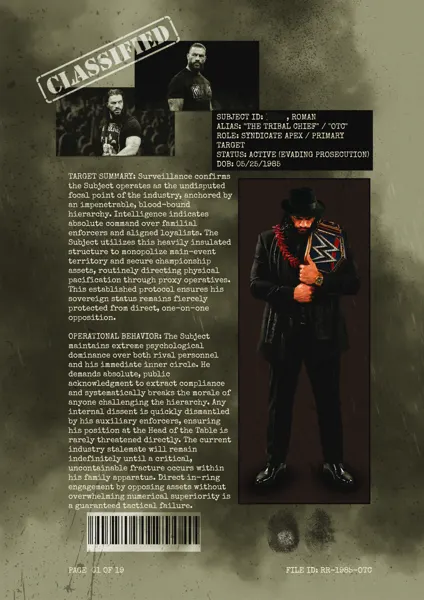 CLASSIFIED
SUBJECT ID: , ROMAN
ALIAS: "THE TRIBAL CHIEF" / "OTC"
ROLE: SYNDICATE APEX / PRIMARY
TARGET
STATUS: ACTIVE (EVADING PROSECUTION)
DOB: 05/25/1985
TARGET SUMMARY: Surveillance confirms
the Subject operates as the undisputed
focal point of the industry, anchored by
an impenetrable, blood-bound
hierarchy. Intelligence indicates
absolute command over familial
enforcers and aligned loyalists. The
Subject utilizes this heavily insulated
structure to monopolize main-event
territory and secure championship
assets, routinely directing physical
pacification through proxy operatives.
This established protocol ensures his
sovereign status remains fiercely
protected from direct, one-on-one
opposition.
OPERATIONAL BEHAVIOR: The Subject
maintains extreme psychological
dominance over both rival personnel
and his immediate inner circle. He
demands absolute, public
acknowledgment to extract compliance
and systematically breaks the morale of
anyone challenging the hierarchy. Any
internal dissent is quickly dismantled
by his auxiliary enforcers, ensuring
his position at the Head of the Table is
rarely threatened directly. The current
industry stalemate will remain
indefinitely until a critical,
uncontainable fracture occurs within
his family apparatus. Direct in-ring
engagement by opposing assets without
overwhelming numerical superiority is
a guaranteed tactical failure.
PAGE 01 OF 19
FILE ID: RR-1985-OTC